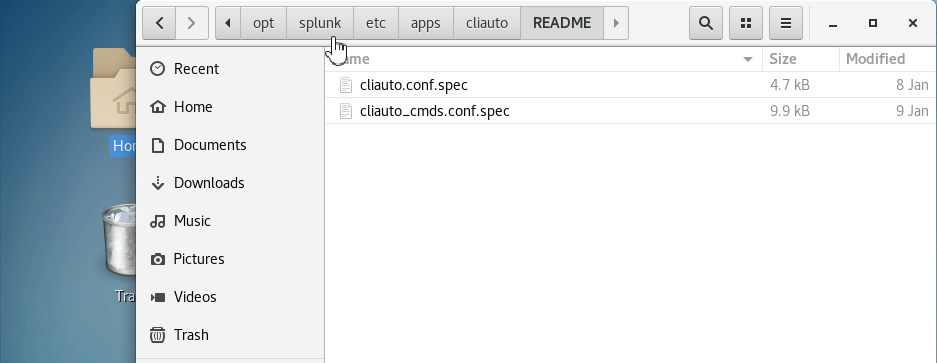 opt splunk etc apps cliauto README
ame Size Modified
Recent
cliauto.conf.spec 4.7 kB 8 Jan
Home
cliauto_cmds.conf.spec 9.9 kB 9 Jan
Hor
Documents
Downloads
Music
Pictures
Videos
Tra
Trash